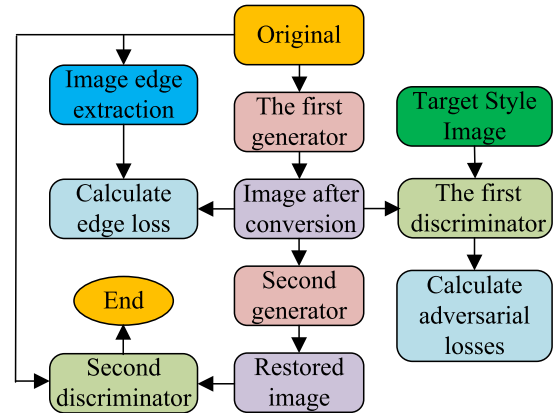 Original
Image edge
extraction
The first
generator
Target Style
Image
Calculate
edge loss
Image after
conversion
The first
discriminator
End
Second
generator
Calculate
adversarial
losses
Second
discriminator
Restored
image